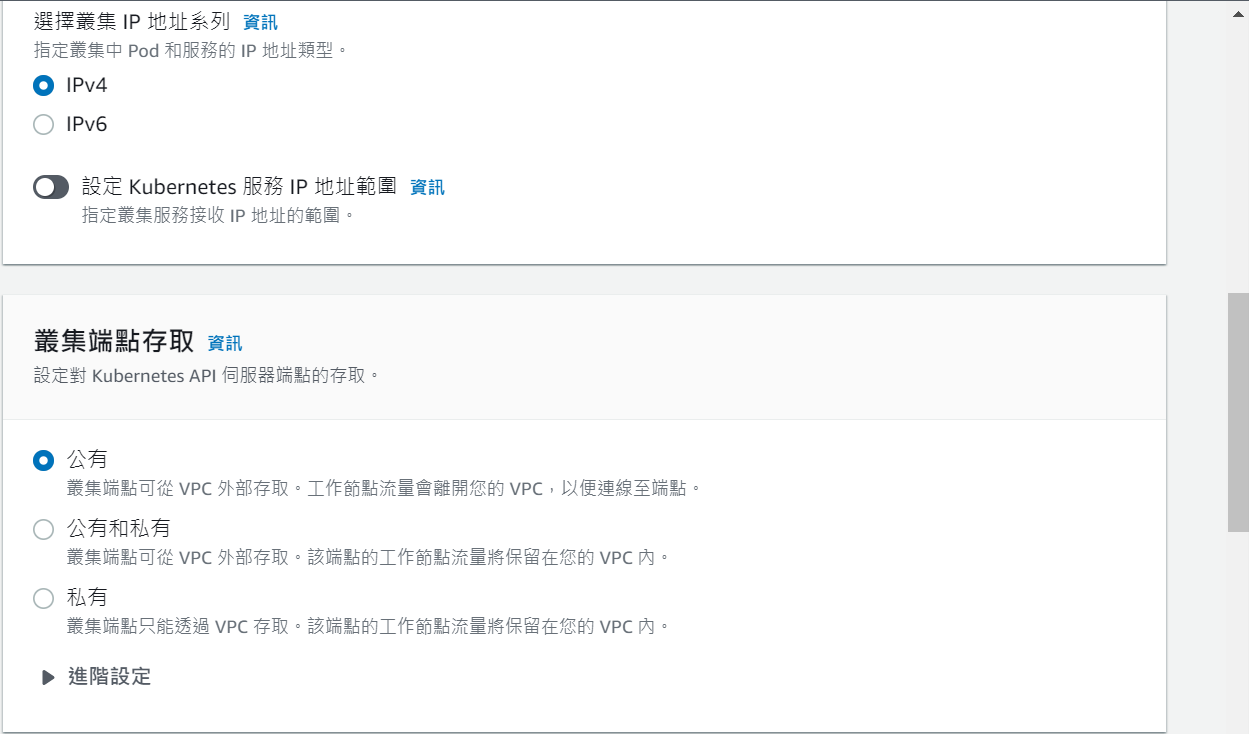 選擇叢集 IP 地址系列 資訊
指定叢集中 Pod 和服務的 IP 地址類型。
IPv4
IPv6
設定 Kubernetes 服務 IP 地址範圍 資訊
指定叢集服務接收 IP 地址的範圍。
叢集端點存取 資訊
設定對 Kubernetes API 伺服器端點的存取。
公有
叢集端點可從 VPC 外部存取。工作節點流量會離開您的 VPC，以便連線至端點。
公有和私有
叢集端點可從 VPC 外部存取。該端點的工作節點流量將保留在您的 VPC 內。
私有
叢集端點只能透過 VPC 存取。該端點的工作節點流量將保留在您的 VPC 內。
進階設定